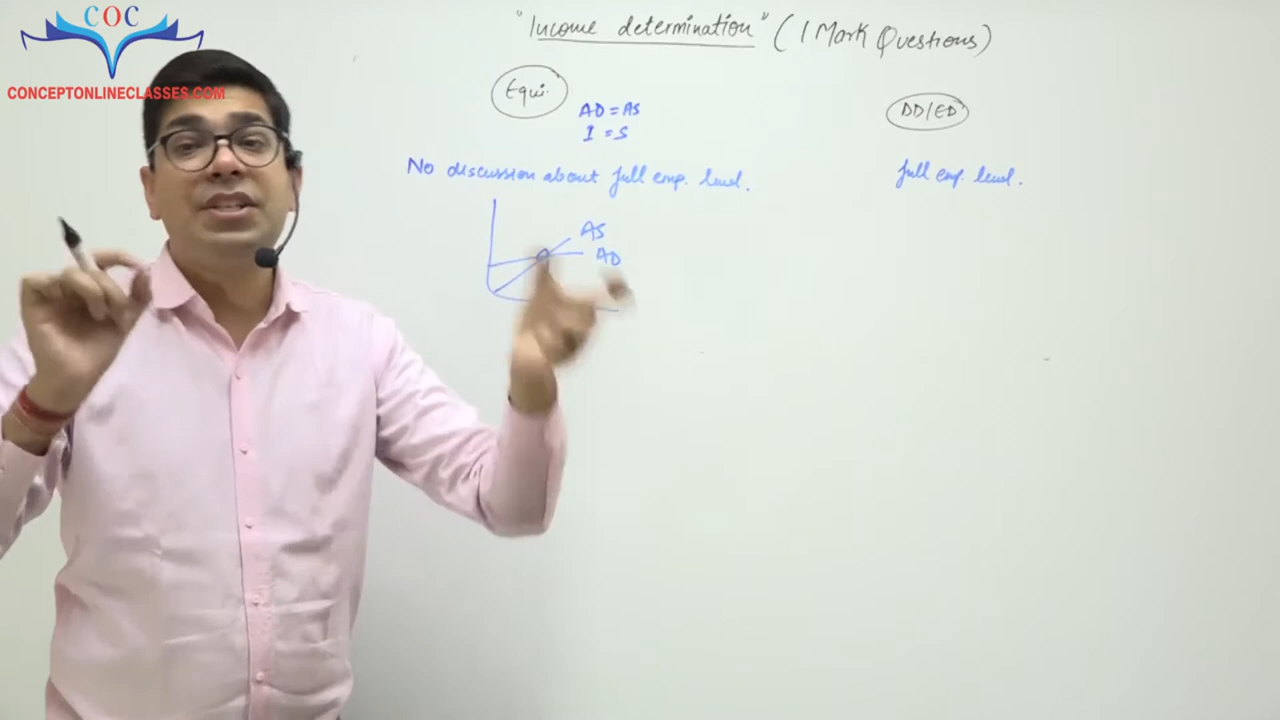 COC
CONCEPTONLINECLASSES.COM
"Income determination" (1 Mark Questions)
Equi.
AD = AS
I = S
No discussion about full emp. level.
AS
AD
DD/ED
full emp. level.